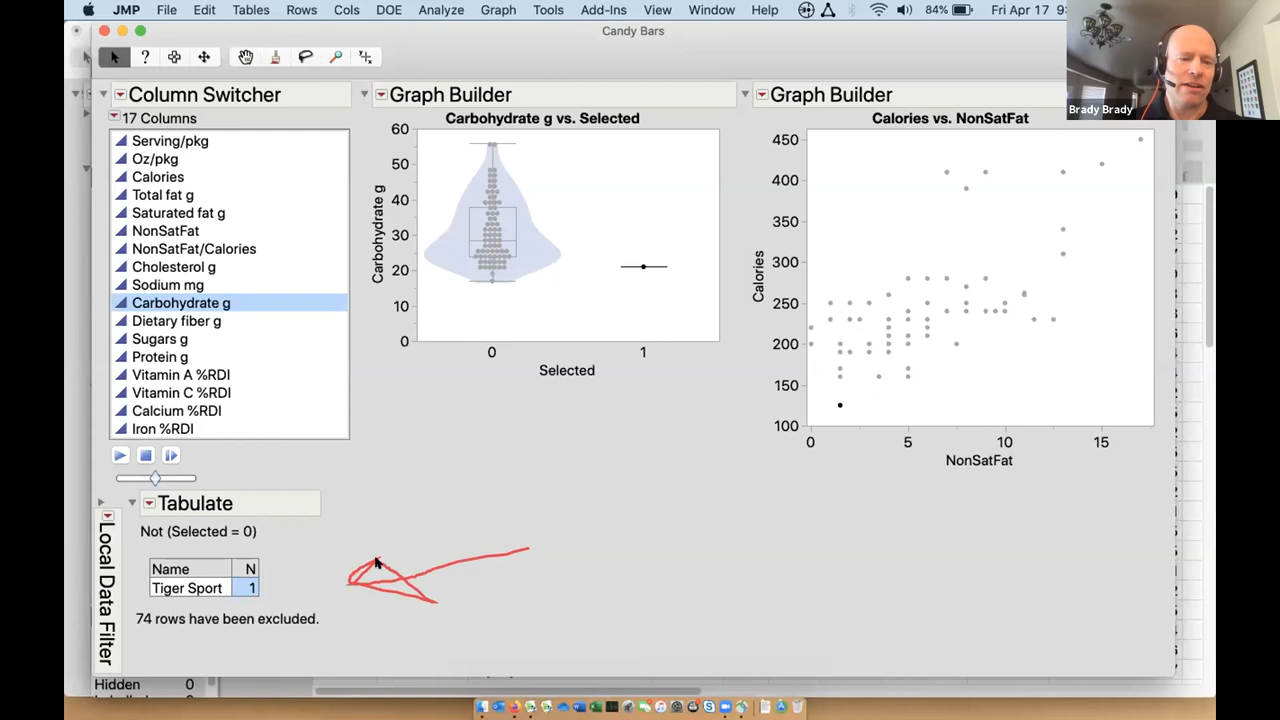 JMP File Edit Tables Rows Cols DOE Analyze Graph Tools Add-Ins View Window Help 84% Fri Apr 17
Candy Bars
Brady Brady
Column Switcher
17 Columns
Serving/pkg
Oz/pkg
Calories
Total fat g
Saturated fat g
NonSatFat
NonSatFat/Calories
Cholesterol g
Sodium mg
Carbohydrate g
Dietary fiber g
Sugars g
Protein g
Vitamin A %RDI
Vitamin C %RDI
Calcium %RDI
Iron %RDI
Graph Builder
Carbohydrate g vs. Selected
Carbohydrate g
60
50
40
30
20
10
0
0 1
Selected
Graph Builder
Calories vs. NonSatFat
Calories
450
400
350
300
250
200
150
100
0 5 10 15
NonSatFat
Local Data Filter
Tabulate
Not (Selected = 0)
Name N
Tiger Sport 1
74 rows have been excluded.
Hidden 0